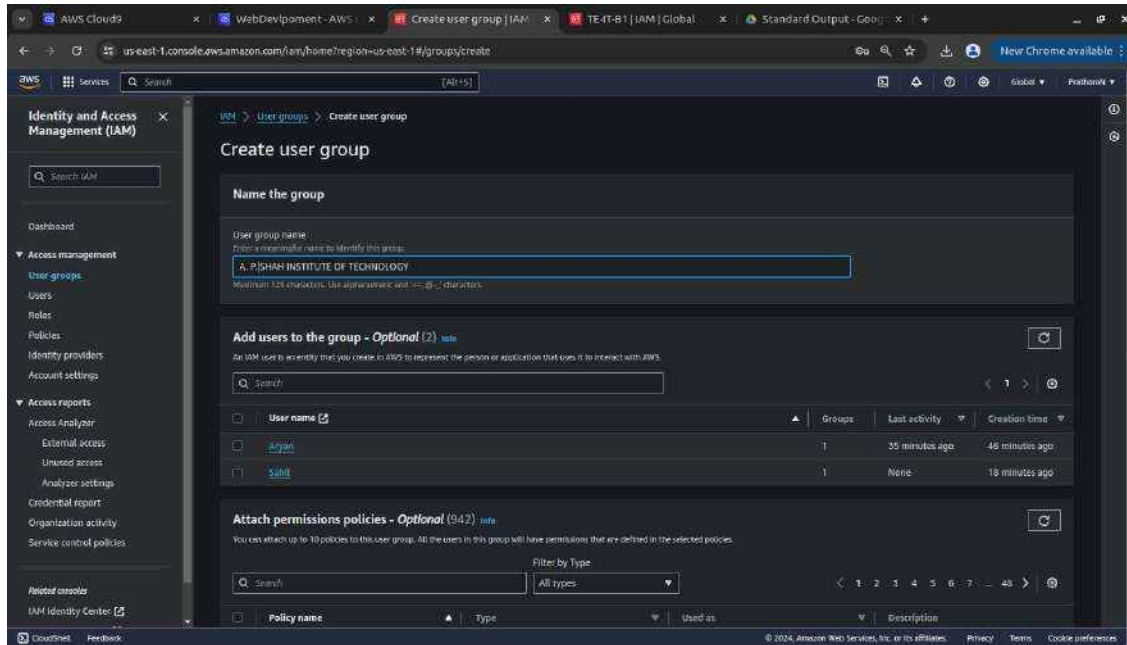 AWS Cloud9
WebDevlpoment - AWS
Create user group | IAM
TE-IT-B1 | IAM | Global
Standard Output - Goog
us-east-1.console.aws.amazon.com/iam/home?region=us-east-1#/groups/create
New Chrome available
aws
Services
Search
[Alt+S]
Global
Identity and Access Management (IAM)
Search IAM
Dashboard
Access management
User groups
Users
Roles
Policies
Identity providers
Account settings
Access reports
Access Analyzer
External access
Unused access
Analyzer settings
Credential report
Organization activity
Service control policies
Related consoles
IAM Identity Center
IAM > User groups > Create user group
Create user group
Name the group
User group name
Enter a meaningful name to identify this group.
A. P.SHAH INSTITUTE OF TECHNOLOGY
Maximum 128 characters. Use alphanumeric and '+=,.@-_' characters.
Add users to the group - Optional (2) Info
An IAM user is an entity that you create in AWS to represent the person or application that uses it to interact with AWS.
Search
1
User name Groups Last activity Creation time
Aryan 1 35 minutes ago 46 minutes ago
Sahil 1 None 18 minutes ago
Attach permissions policies - Optional (942) Info
You can attach up to 10 policies to this user group. All the users in this group will have permissions that are defined in the selected policies.
Filter by Type
Search
All types
1 2 3 4 5 6 7 ... 48
Policy name Type Used as Description
CloudShell Feedback
© 2024, Amazon Web Services, Inc. or its affiliates. Privacy Terms Cookie preferences